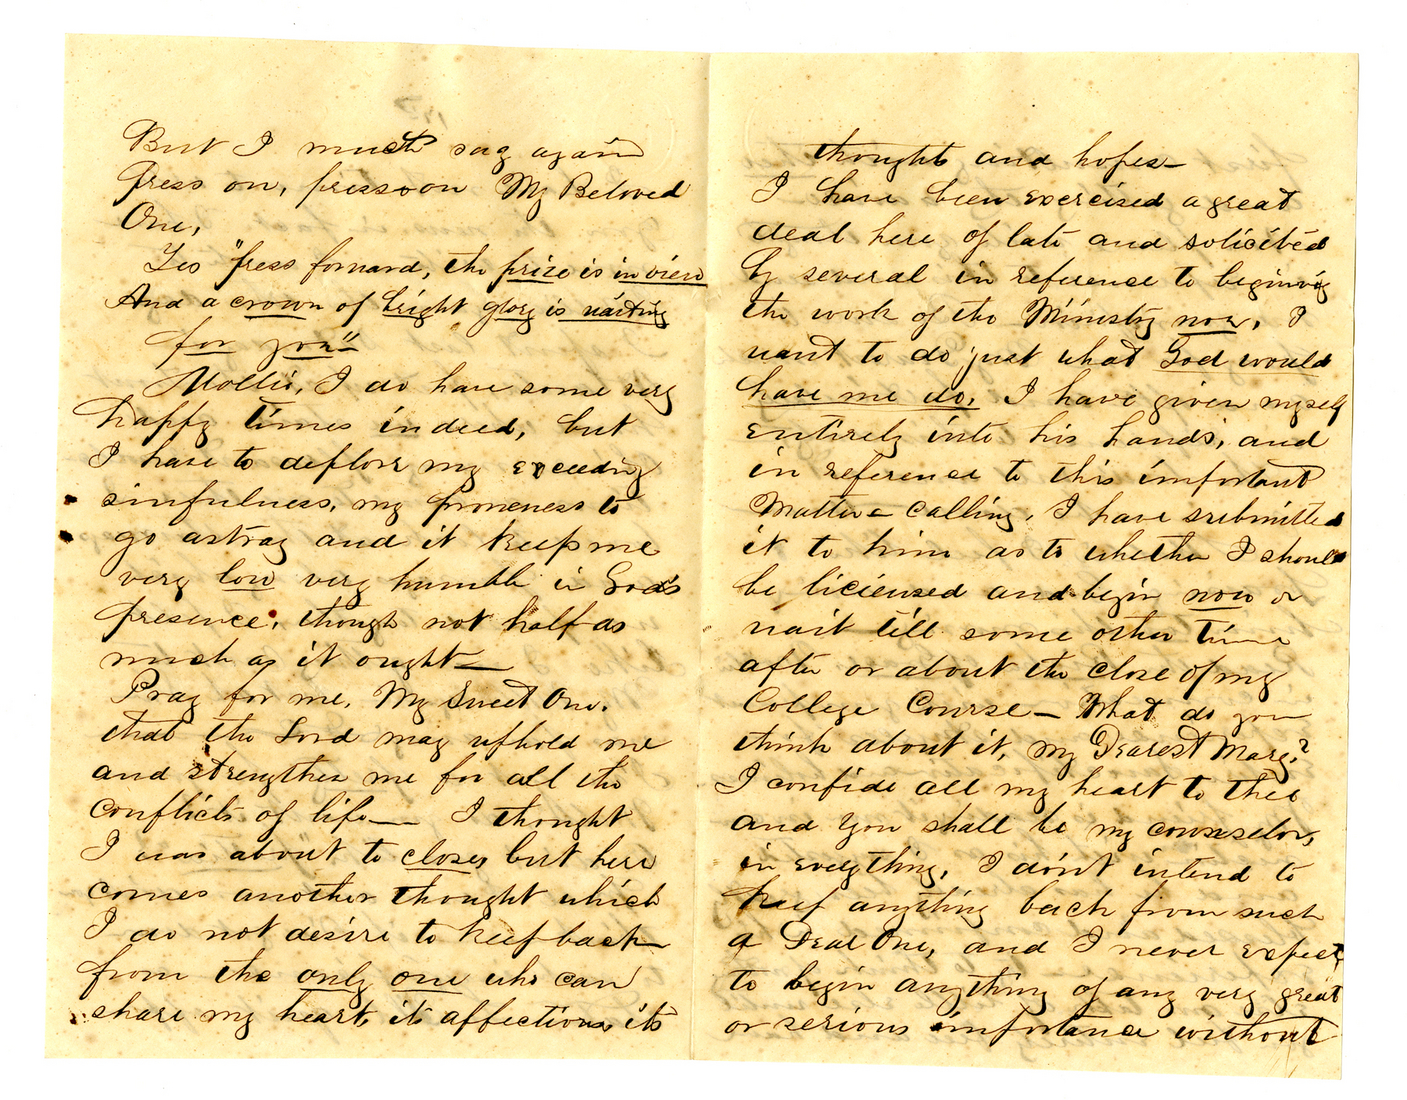 But I must say again
Press on, press on My Beloved
One,
Yes "press forward, the prize is in view
And a crown of bright glory is waiting
for you"
Mollie, I do have some very
happy times indeed, but
I have to deplore my exceeding
sinfulness, my proneness to
go astray and it keeps me
very low very humble in God's
presence, though not half as
much as it ought—
Pray for me, My Sweet One.
that the Lord may uphold me
and strengthen me for all the
conflicts of life— I thought
I was about to close, but here
comes another thought which
I do not desire to keep back
from the only one who can
share my heart, its affections, its
thoughts and hopes—
I have been exercised a great
deal here of late and solicited
by several in reference to begining
the work of the Ministry now. I
want to do just what God would
have me do. I have given myself
entirely into his hands, and
in reference to this important
Matter - calling, I have submitted
it to him as to whether I should
be liciensed and begin now or
wait till some other time
after or about the close of my
College Course— What do you
think about it, my Dearest Mary?
I confide all my heart to thee
and you shall be my counselor,
in everything, I don't intend to
keep anything back from such
a Dear One, and I never expect
to begin anything of any very great
or serious importance without